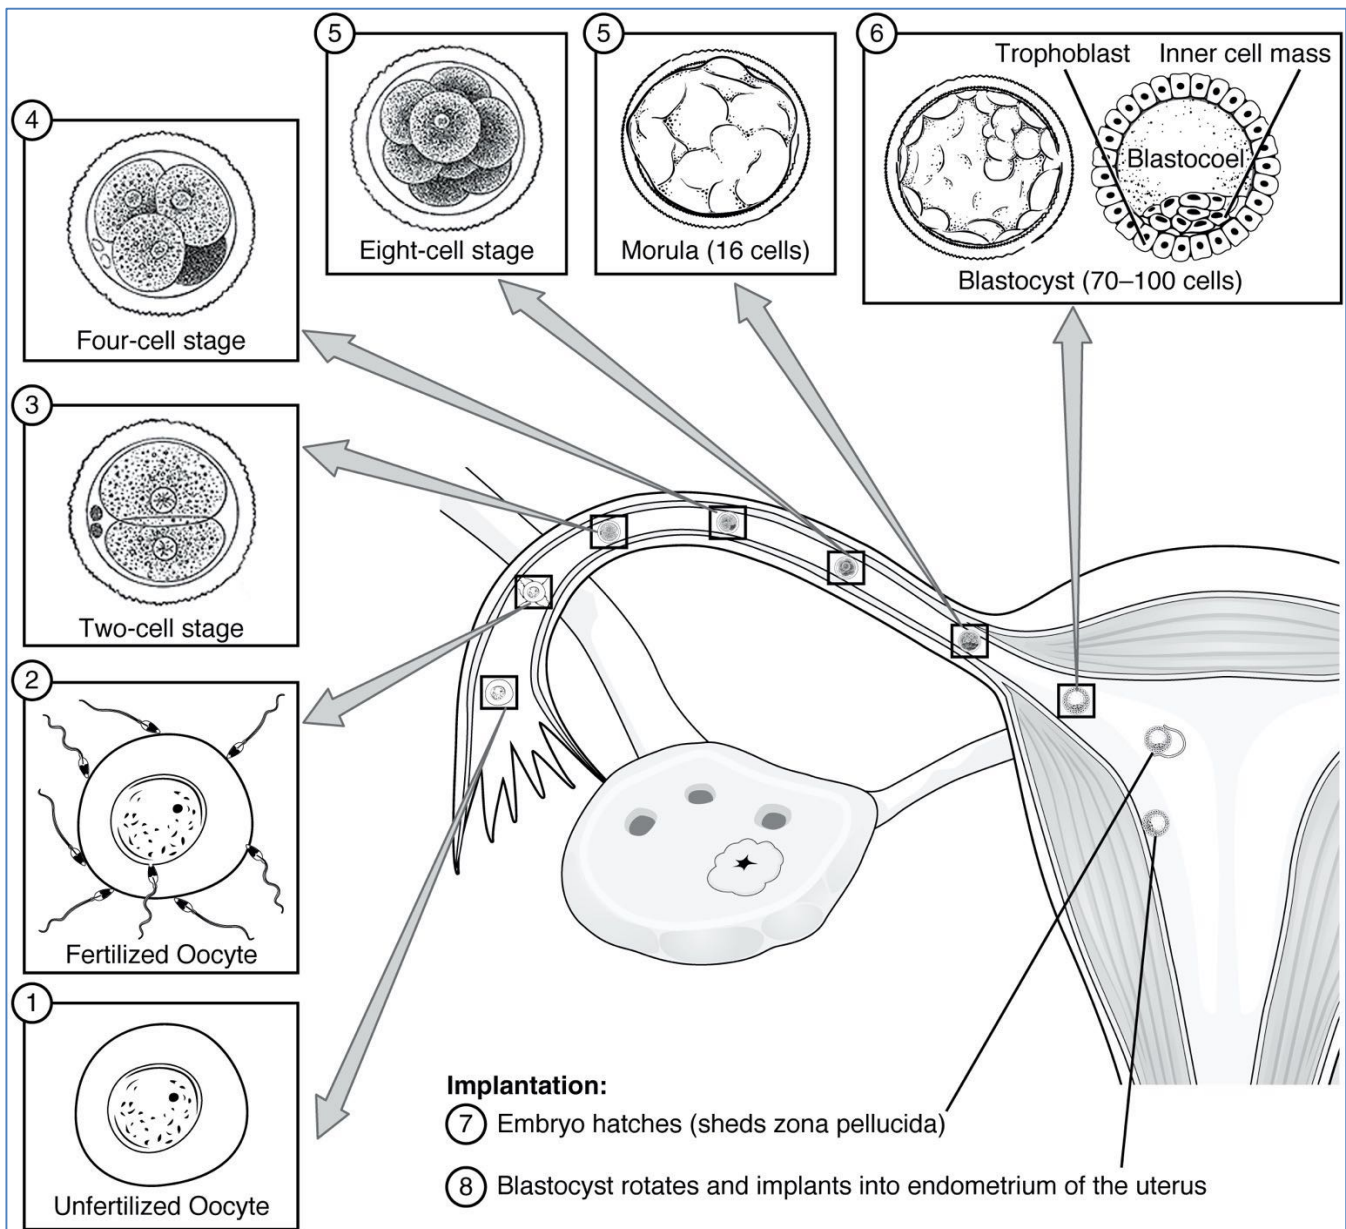 5
5
6
Trophoblast
Inner cell mass
Blastocoel
4
Eight-cell stage
Morula (16 cells)
Blastocyst (70–100 cells)
Four-cell stage
3
Two-cell stage
2
Fertilized Oocyte
1
Unfertilized Oocyte
Implantation:
7 Embryo hatches (sheds zona pellucida)
8 Blastocyst rotates and implants into endometrium of the uterus